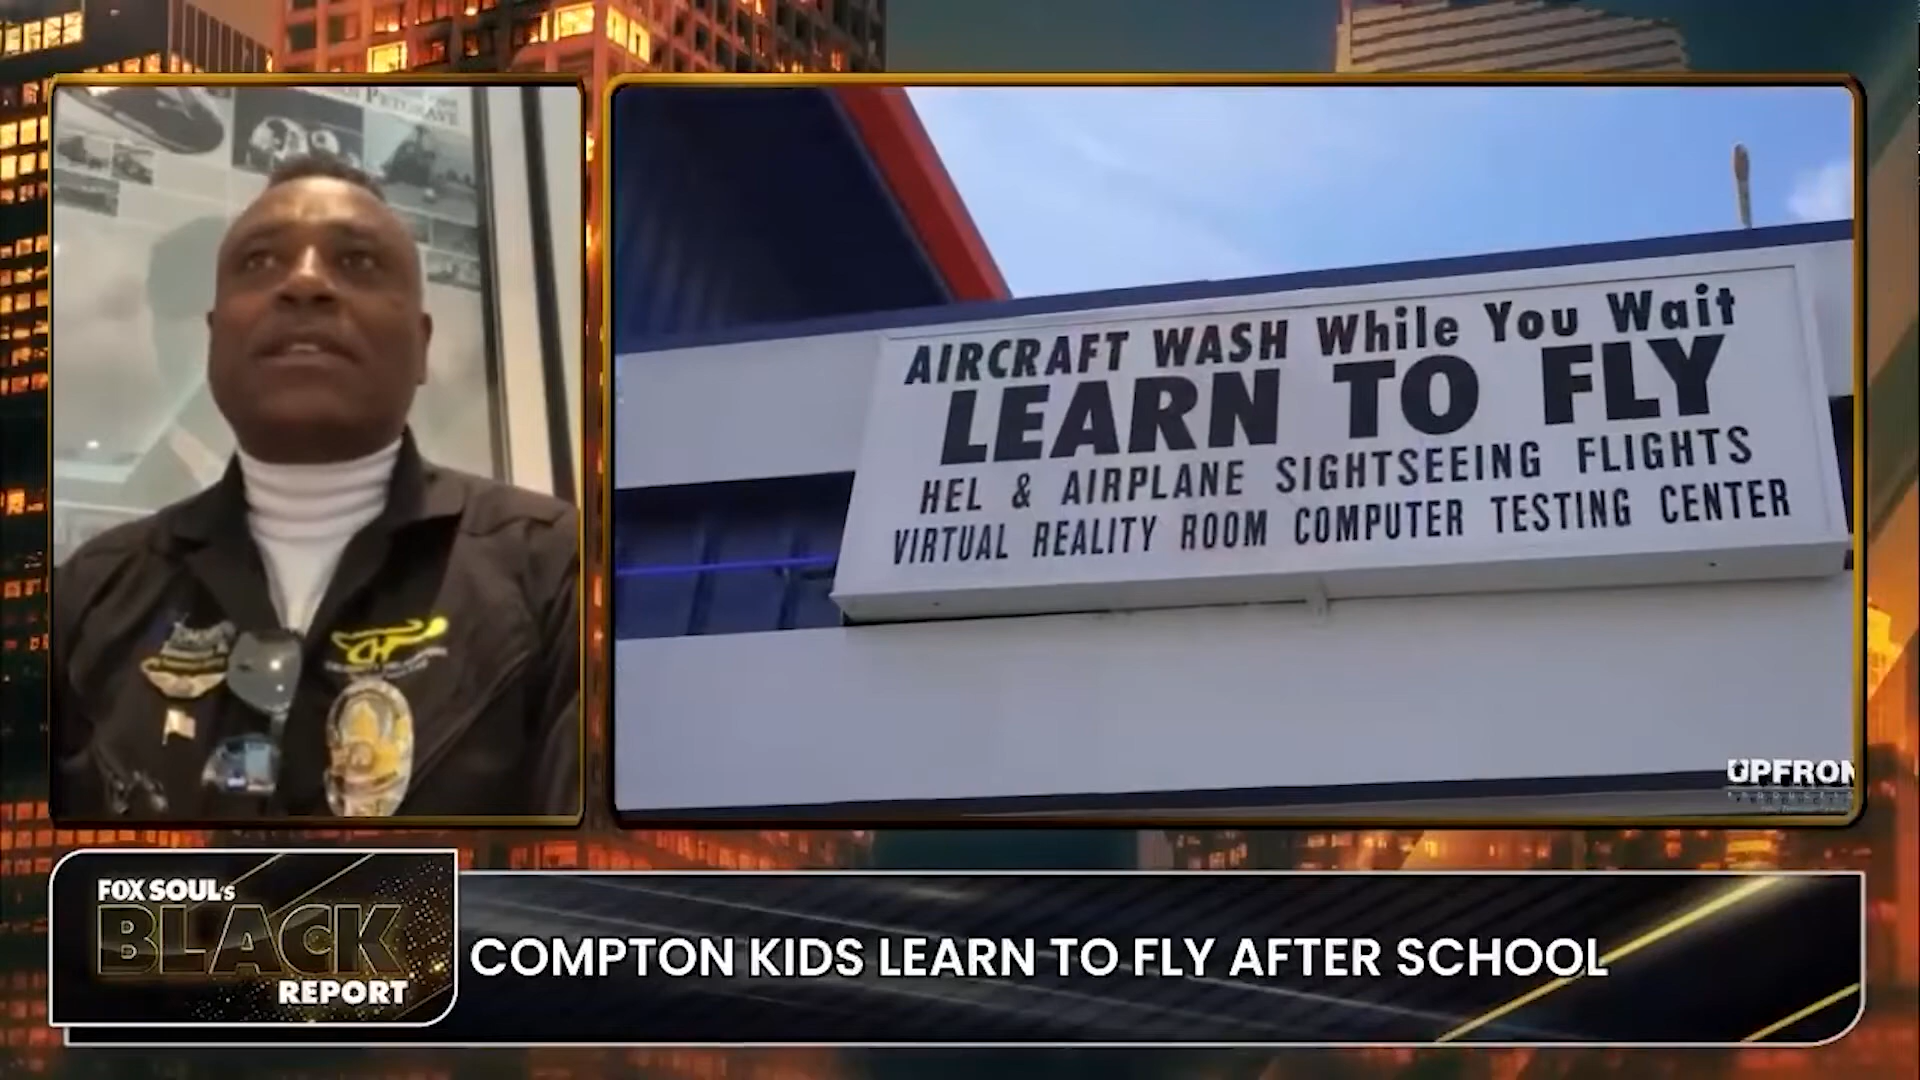 PETGRAVE
AIRCRAFT WASH While You Wait
LEARN TO FLY
HEL & AIRPLANE SIGHTSEEING FLIGHTS
VIRTUAL REALITY ROOM COMPUTER TESTING CENTER
UPFRON
FOX SOUL's
BLACK
REPORT
COMPTON KIDS LEARN TO FLY AFTER SCHOOL